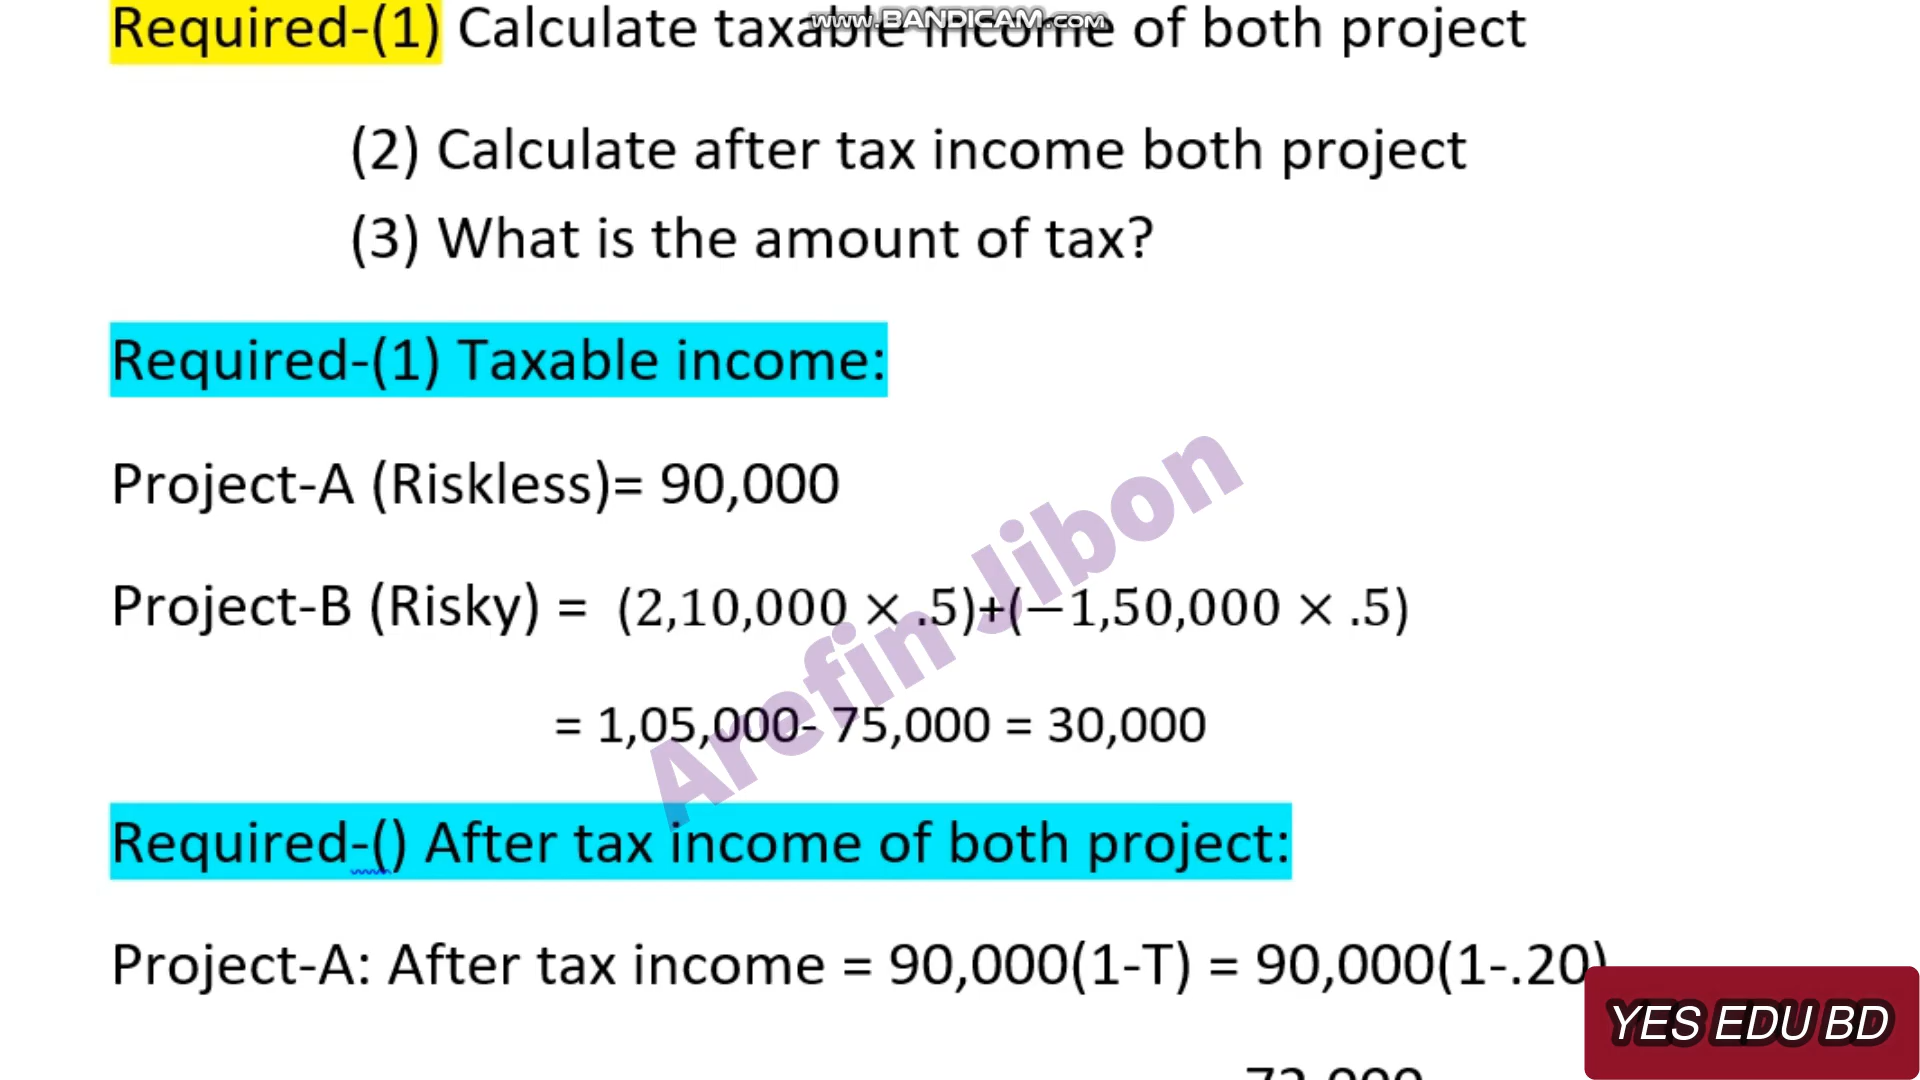 www.BANDICAM.com
Required-(1) Calculate taxable income of both project
(2) Calculate after tax income both project
(3) What is the amount of tax?
Required-(1) Taxable income:
Project-A (Riskless)= 90,000
Project-B (Risky) = (2,10,000 × .5)+(−1,50,000 × .5)
= 1,05,000- 75,000 = 30,000
Arefin Jibon
Required-() After tax income of both project:
Project-A: After tax income = 90,000(1-T) = 90,000(1-.20)
YES EDU BD